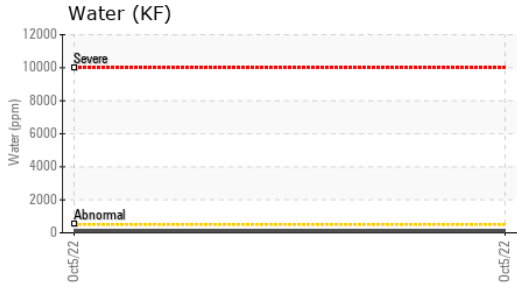 Water (KF)
12000
10000
8000
6000
4000
2000
0
Water (ppm)
Severe
Abnormal
Oct5/22
Oct5/22